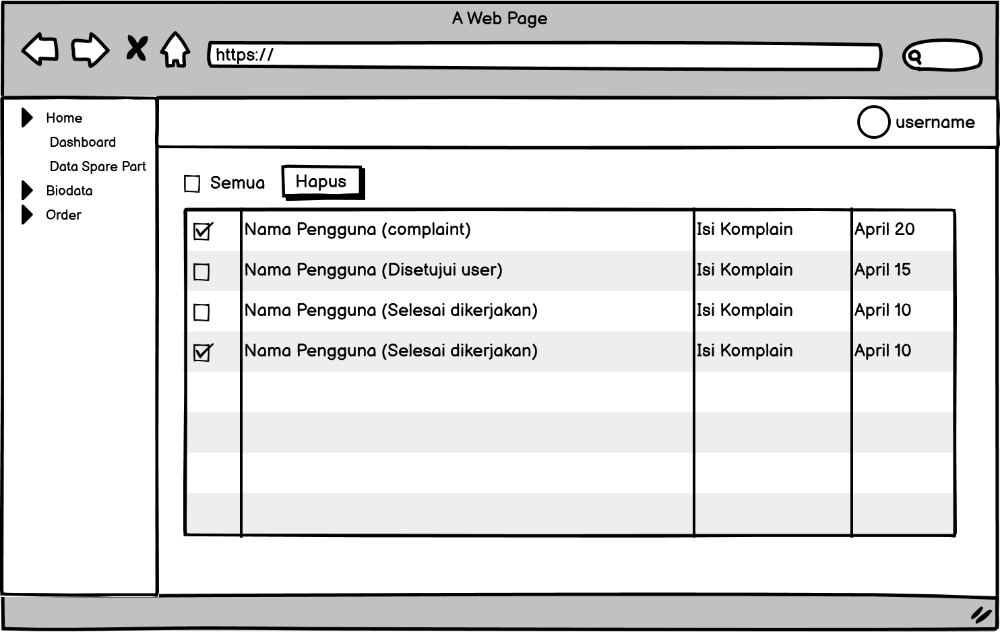 A Web Page
https://
username
Home
Dashboard
Data Spare Part
Biodata
Order
Semua Hapus
Nama Pengguna (complaint) Isi Komplain April 20
Nama Pengguna (Disetujui user) Isi Komplain April 15
Nama Pengguna (Selesai dikerjakan) Isi Komplain April 10
Nama Pengguna (Selesai dikerjakan) Isi Komplain April 10